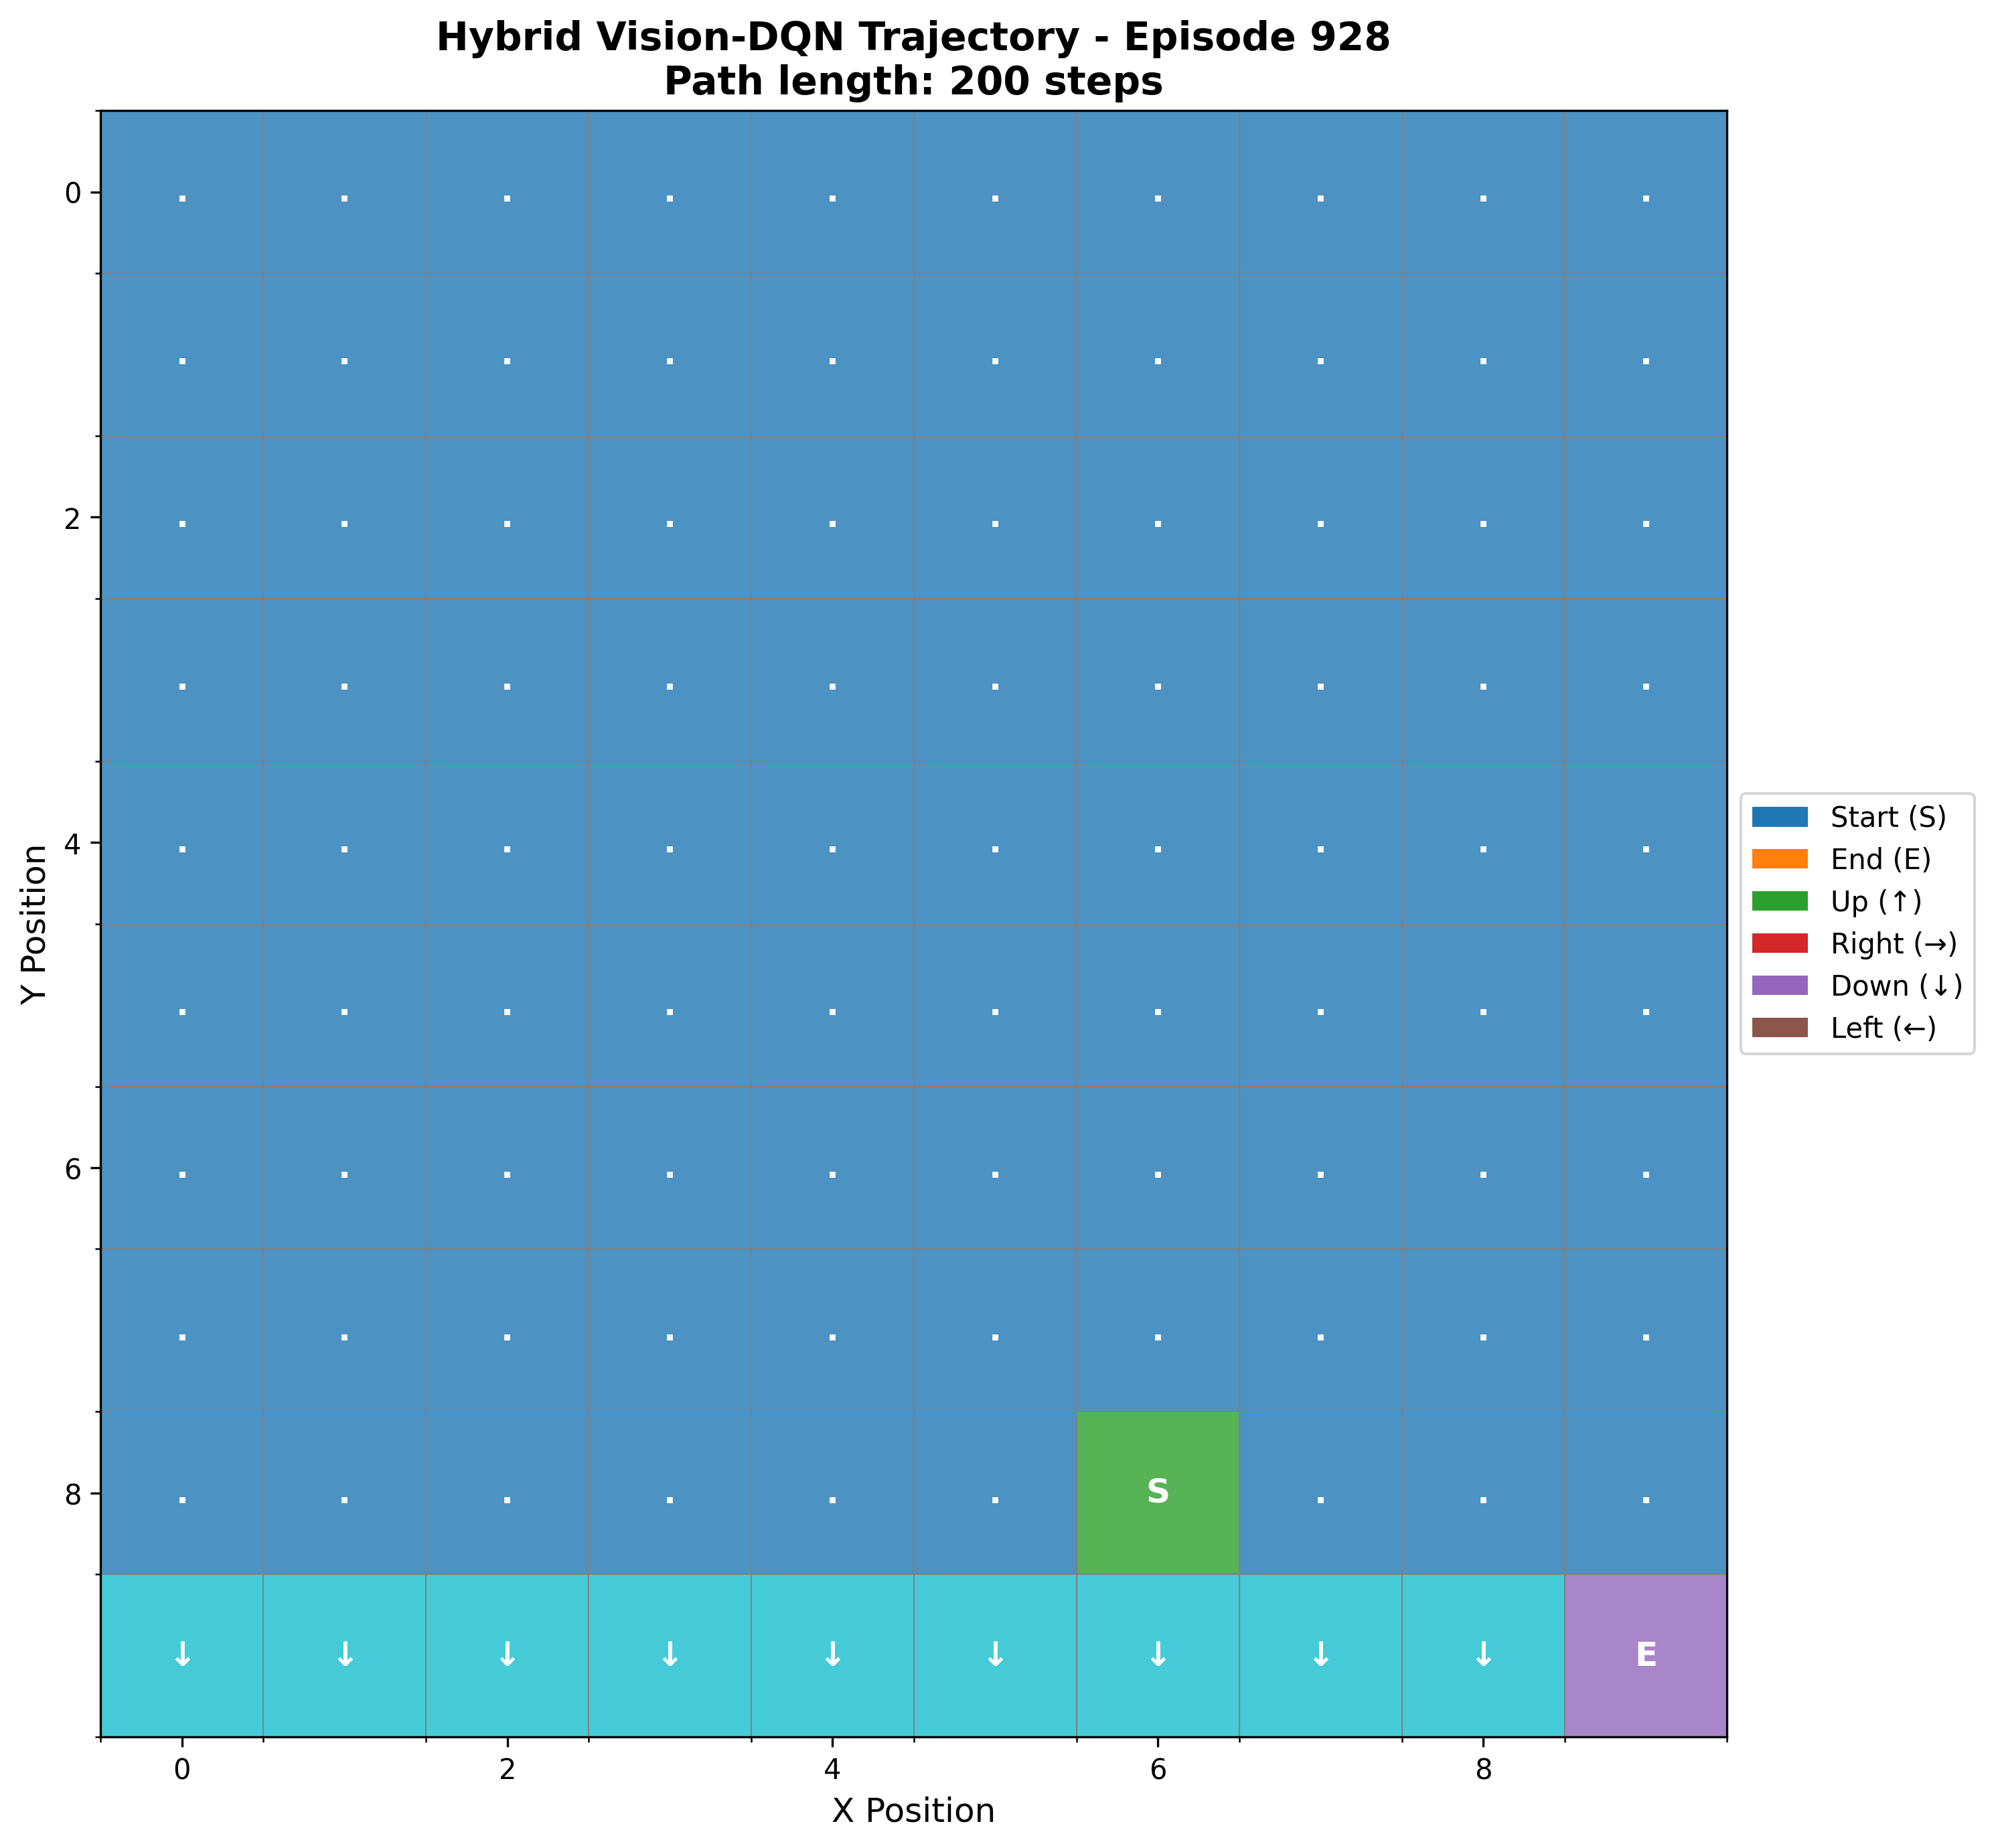 Hybrid Vision-DQN Trajectory - Episode 928
Path length: 200 steps
0
2
4
6
8
Y Position
. . . . . . . . . .
. . . . . . . . . .
. . . . . . . . . .
. . . . . . . . . .
. . . . . . . . . .
. . . . . . . . . .
. . . . . . . . . .
. . . . . . . . . .
. . . . . . S . . .
↓ ↓ ↓ ↓ ↓ ↓ ↓ ↓ ↓ E
0 2 4 6 8
X Position
Start (S)
End (E)
Up (↑)
Right (→)
Down (↓)
Left (←)